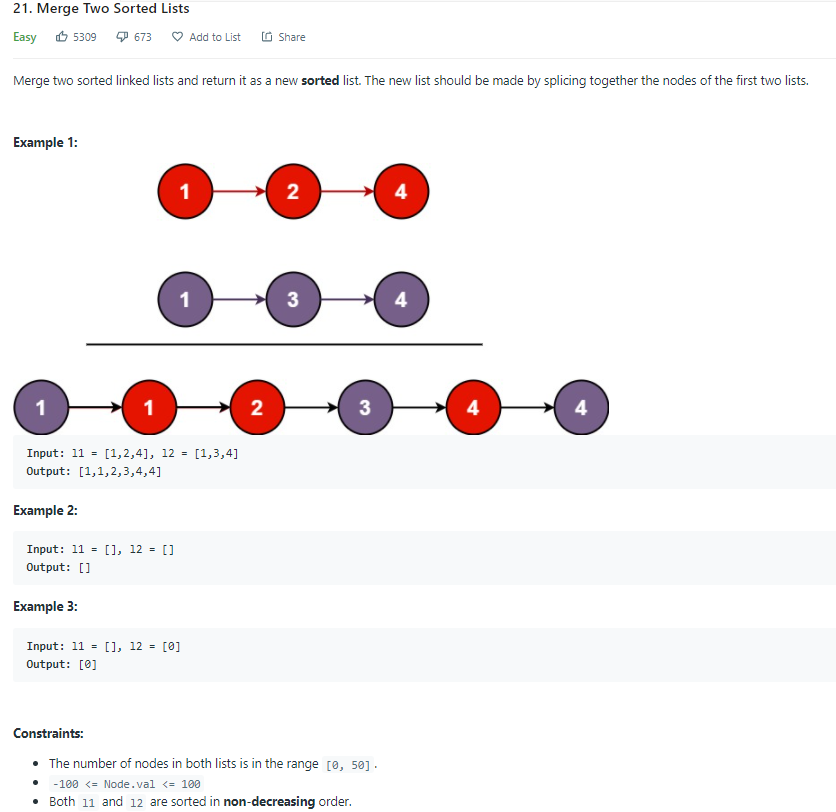 21. Merge Two Sorted Lists
Easy 5309 673 Add to List Share
Merge two sorted linked lists and return it as a new sorted list. The new list should be made by splicing together the nodes of the first two lists.
Example 1:
1 2 4
1 3 4
1 1 2 3 4 4
Input: l1 = [1,2,4], l2 = [1,3,4]
Output: [1,1,2,3,4,4]
Example 2:
Input: l1 = [], l2 = []
Output: []
Example 3:
Input: l1 = [], l2 = [0]
Output: [0]
Constraints:
• The number of nodes in both lists is in the range [0, 50].
• -100 <= Node.val <= 100
• Both l1 and l2 are sorted in non-decreasing order.